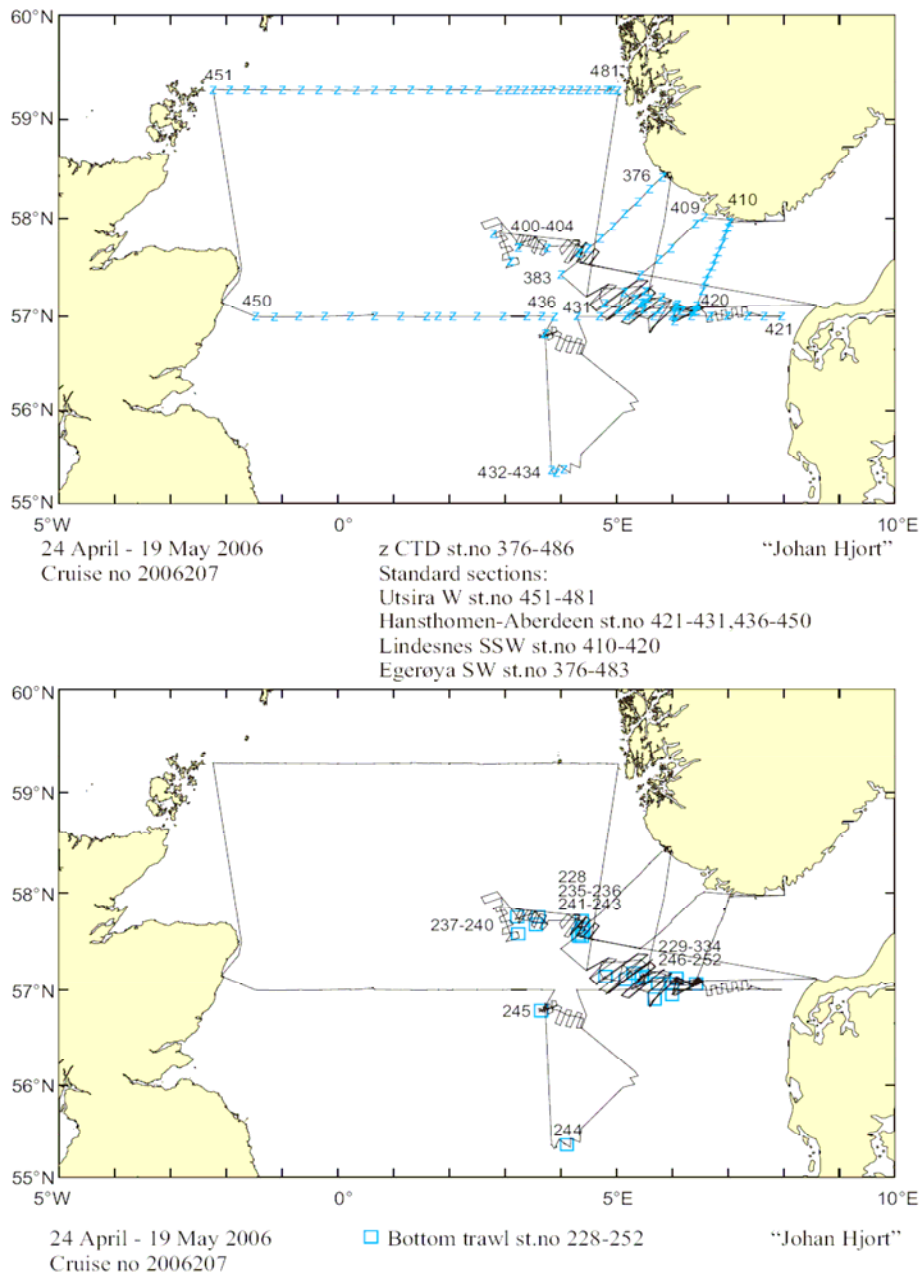 60°N
451
481
59°N
376
409
410
58°N
400-404
383
57°N
450
436
431
420
421
56°N
432-434
55°N
5°W
0°
5°E
10°E
24 April - 19 May 2006
z CTD st.no 376-486
"Johan Hjort"
Cruise no 2006207
Standard sections:
Utsira W st.no 451-481
Hansthomen-Aberdeen st.no 421-431,436-450
Lindesnes SSW st.no 410-420
Egerøya SW st.no 376-483
60°N
59°N
58°N
228
235-236
241-243
237-240
229-334
246-252
57°N
245
56°N
244
55°N
5°W
0°
5°E
10°E
24 April - 19 May 2006
Bottom trawl st.no 228-252
"Johan Hjort"
Cruise no 2006207